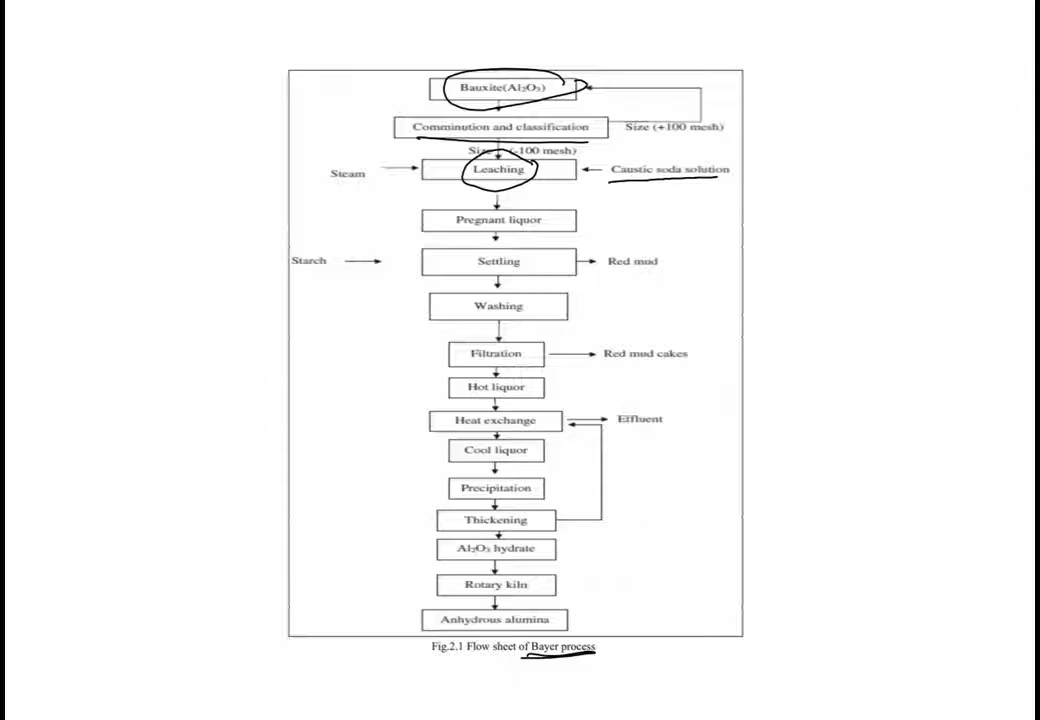 Bauxite(Al₂O₃)
Comminution and classification
Size (+100 mesh)
Size (-100 mesh)
Steam
Leaching
Caustic soda solution
Pregnant liquor
Starch
Settling
Red mud
Washing
Filtration
Red mud cakes
Hot liquor
Heat exchange
Effluent
Cool liquor
Precipitation
Thickening
Al₂O₃ hydrate
Rotary kiln
Anhydrous alumina
Fig.2.1 Flow sheet of Bayer process